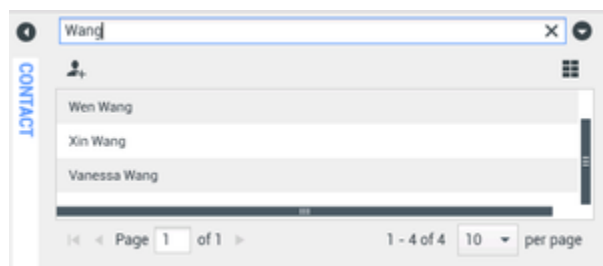 Wang
CONTACT
Wen Wang
Xin Wang
Vanessa Wang
Page 1 of 1 1 - 4 of 4 10 per page